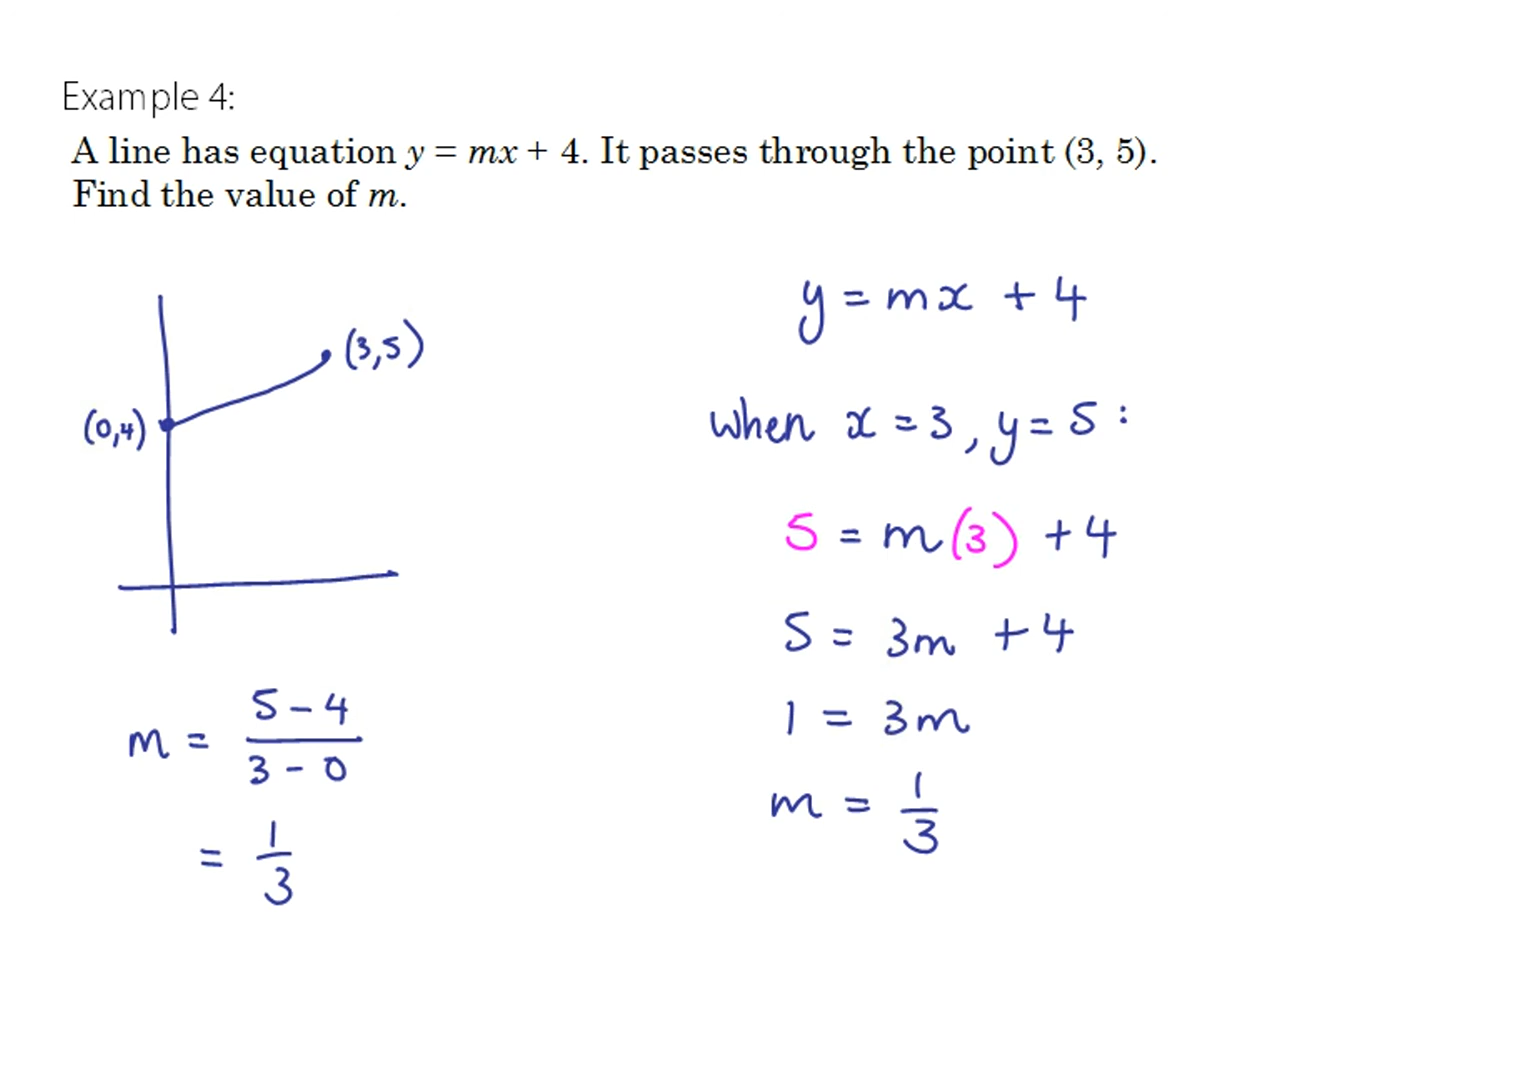 Example 4:
A line has equation y = mx + 4. It passes through the point (3, 5).
Find the value of m.
(3,5)
(0,4)
m = 5 - 4 / 3 - 0
= 1/3
y = mx + 4
when x = 3, y = 5 :
5 = m(3) + 4
5 = 3m + 4
1 = 3m
m = 1/3